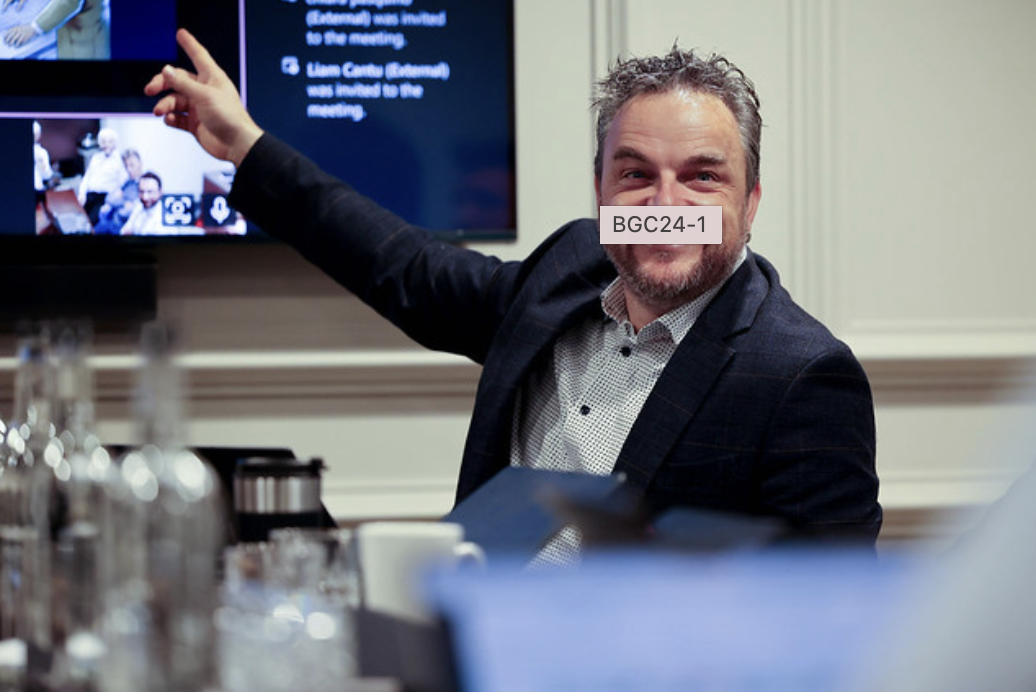 (External) was invited
to the meeting.
Liam Cantu (External)
was invited to the
meeting.
BGC24-1